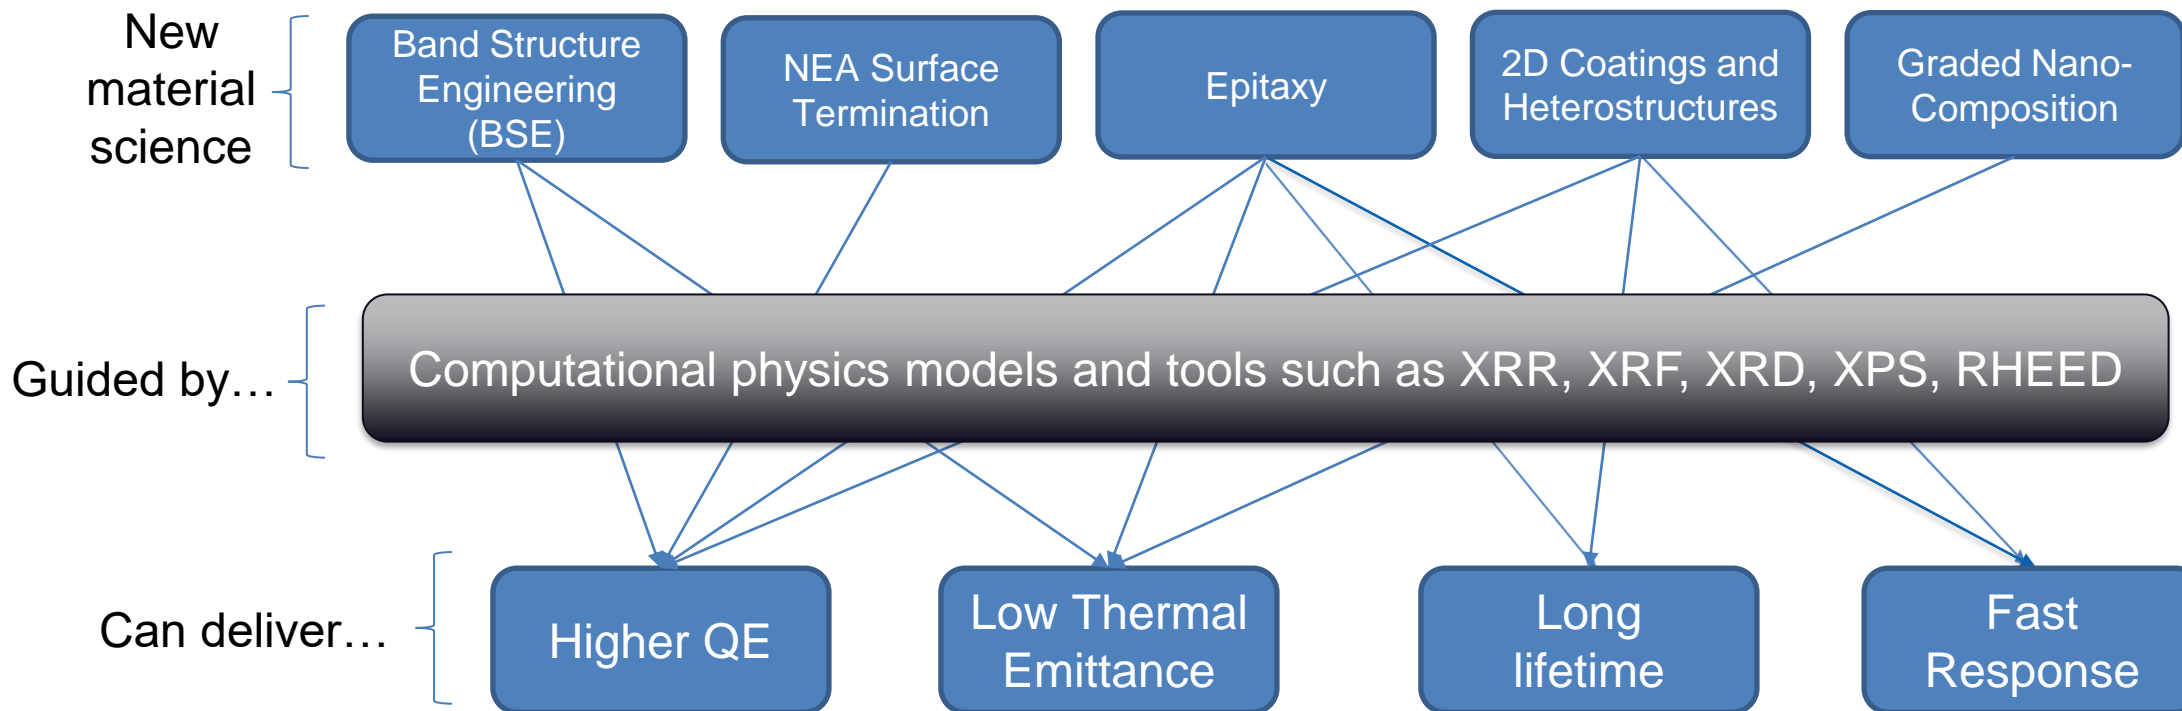 New
material
science
Band Structure
Engineering
(BSE)
NEA Surface
Termination
Epitaxy
2D Coatings and
Heterostructures
Graded Nano-
Composition
Guided by…
Computational physics models and tools such as XRR, XRF, XRD, XPS, RHEED
Can deliver…
Higher QE
Low Thermal
Emittance
Long
lifetime
Fast
Response